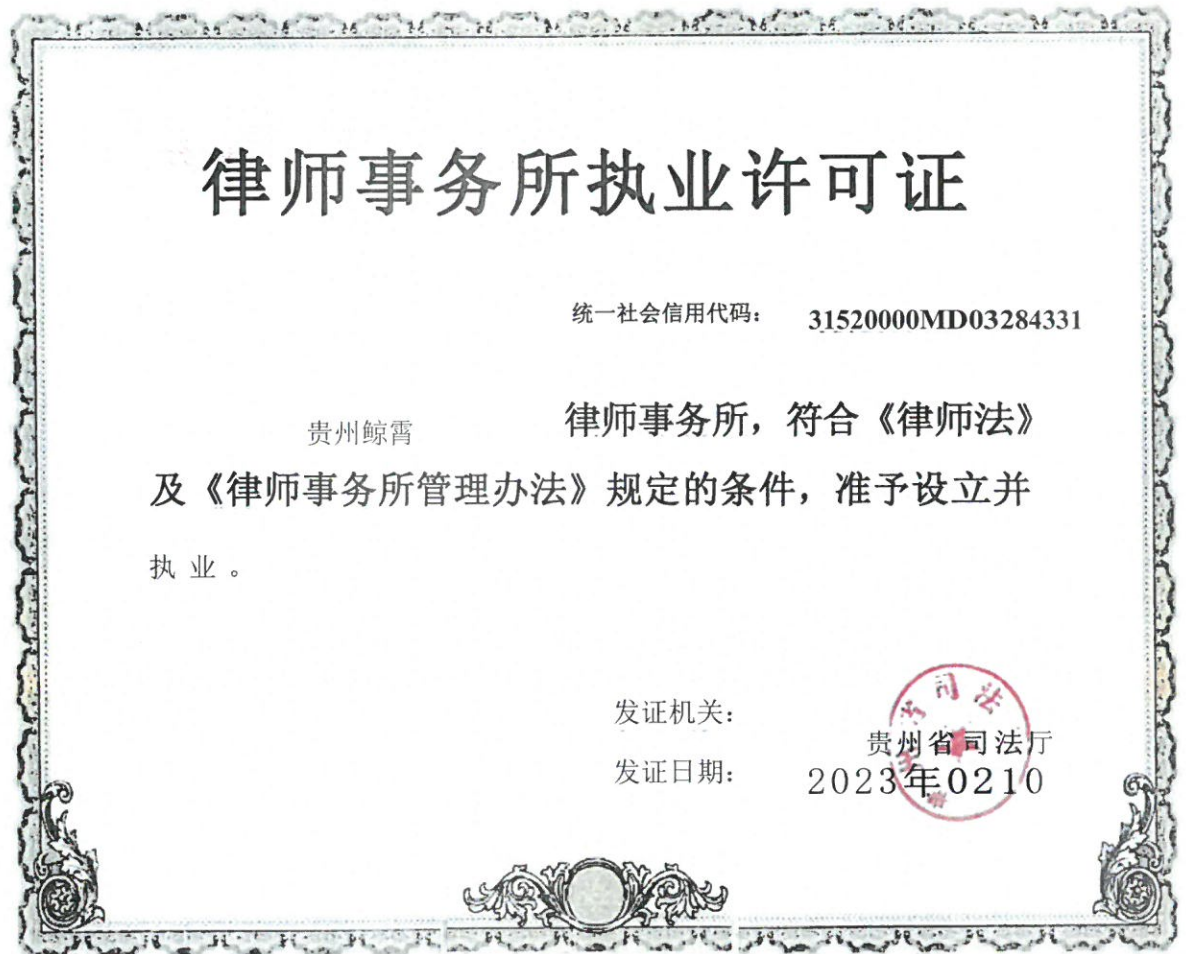 律师事务所执业许可证
统一社会信用代码: 31520000MD03284331
贵州鲸霄 律师事务所，符合《律师法》
及《律师事务所管理办法》规定的条件，准予设立并
执业。
发证机关:
贵州省司法厅
发证日期: 2023年0210
省司法